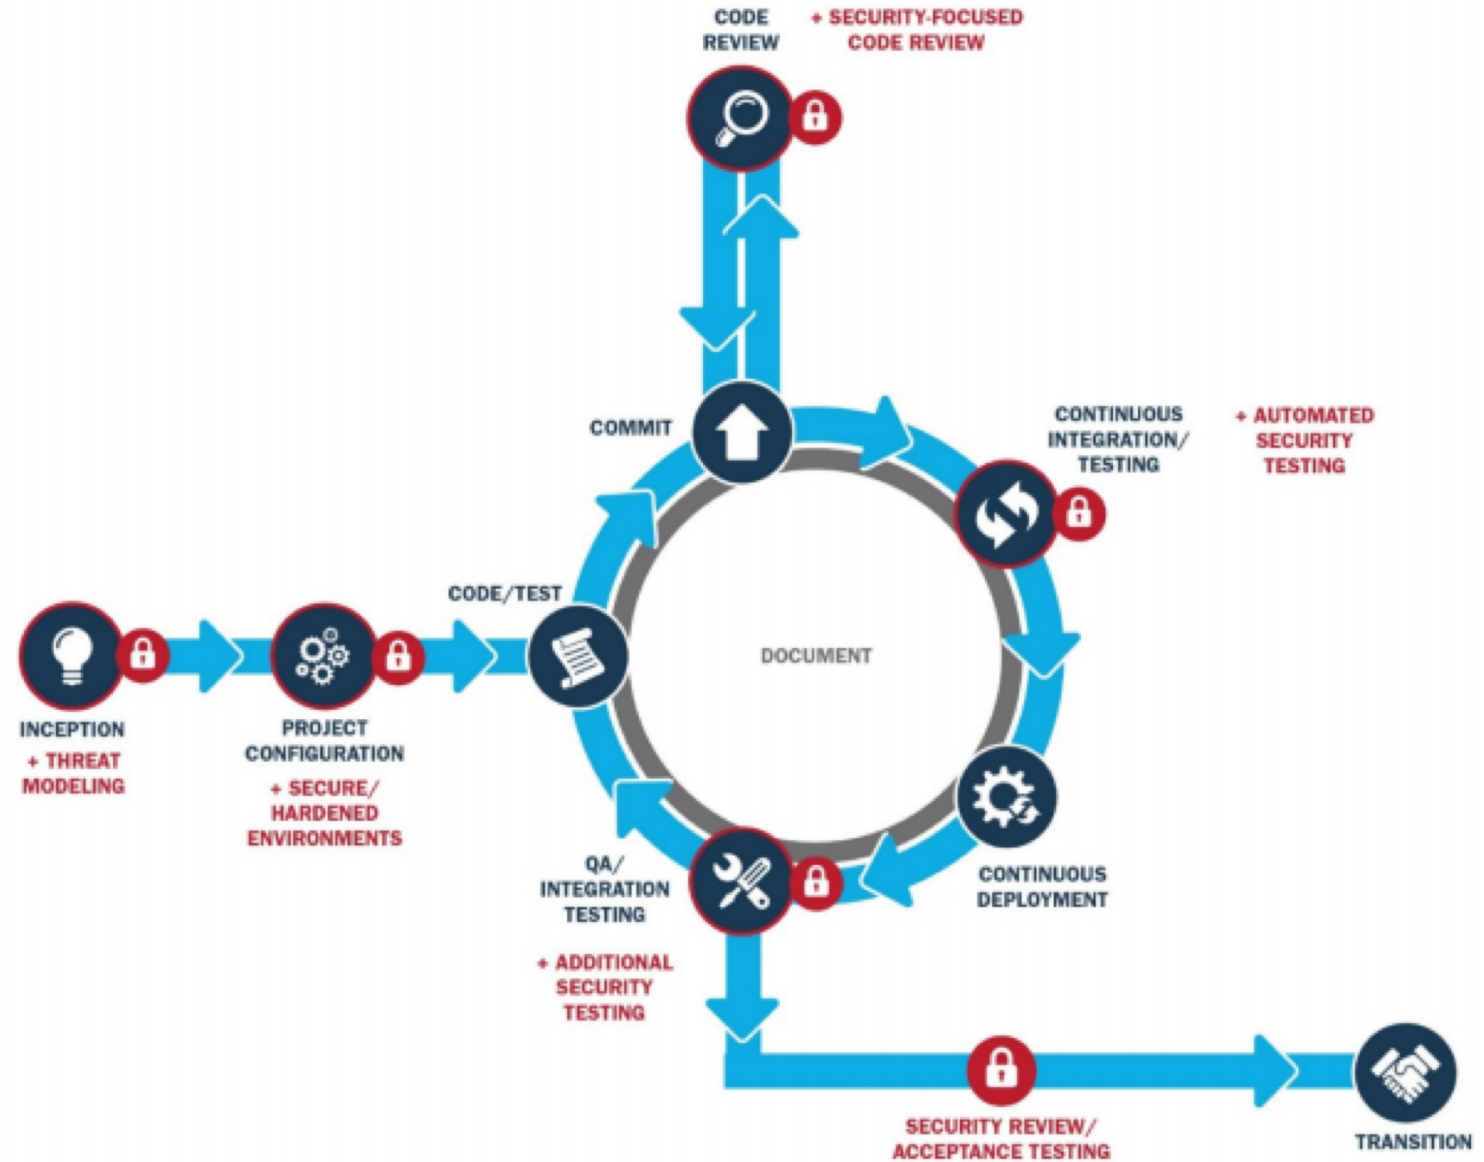 CODE
REVIEW
+ SECURITY-FOCUSED
CODE REVIEW
COMMIT
CONTINUOUS
INTEGRATION/
TESTING
+ AUTOMATED
SECURITY
TESTING
CODE/TEST
DOCUMENT
INCEPTION
+ THREAT
MODELING
PROJECT
CONFIGURATION
+ SECURE/
HARDENED
ENVIRONMENTS
QA/
INTEGRATION
TESTING
+ ADDITIONAL
SECURITY
TESTING
CONTINUOUS
DEPLOYMENT
SECURITY REVIEW/
ACCEPTANCE TESTING
TRANSITION